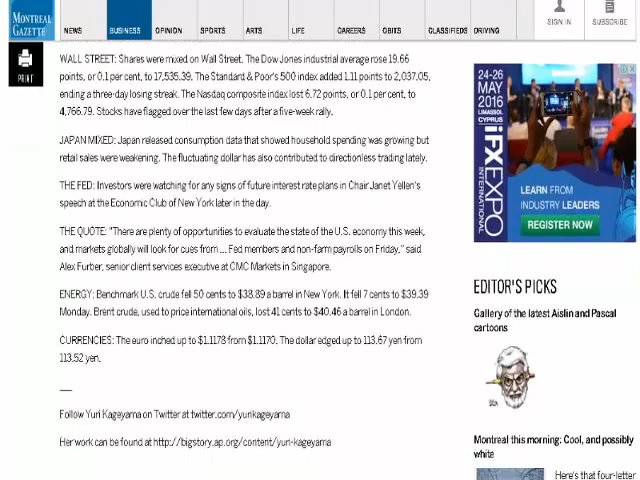 MONTREAL
GAZETTE
NEWS
BUSINESS
OPINION
SPORTS
ARTS
LIFE
CAREERS
OBITS
CLASSIFIEDS
DRIVING
SIGN IN
SUBSCRIBE
PRINT
WALL STREET: Shares were mixed on Wall Street. The Dow Jones industrial average rose 19.66
points, or 0.1 per cent, to 17,535.39. The Standard & Poor's 500 index added 1.11 points to 2,037.05,
ending a three-day losing streak. The Nasdaq composite index lost 6.72 points, or 0.1 per cent, to
4,766.79. Stocks have flagged over the last few days after a five-week rally.
JAPAN MIXED: Japan released consumption data that showed household spending was growing but
retail sales were weakening. The fluctuating dollar has also contributed to directionless trading lately.
THE FED: Investors were watching for any signs of future interest rate plans in Chair Janet Yellen's
speech at the Economic Club of New York later in the day.
THE QUOTE: "There are plenty of opportunities to evaluate the state of the U.S. economy this week,
and markets globally will look for cues from ... Fed members and non-farm payrolls on Friday," said
Alex Furber, senior client services executive at CMC Markets in Singapore.
ENERGY: Benchmark U.S. crude fell 50 cents to $38.89 a barrel in New York. It fell 7 cents to $39.39
Monday. Brent crude, used to price international oils, lost 41 cents to $40.46 a barrel in London.
CURRENCIES: The euro inched up to $1.1178 from $1.1170. The dollar edged up to 113.67 yen from
113.52 yen.
Follow Yuri Kageyama on Twitter at twitter.com/yurikageyama
Her work can be found at http://bigstory.ap.org/content/yuri-kageyama
24-26
MAY
2016
LIMASSOL
CYPRUS
iFXEXPO
INTERNATIONAL
LEARN FROM
INDUSTRY LEADERS
REGISTER NOW
EDITOR'S PICKS
Gallery of the latest Aislin and Pascal
cartoons
Montreal this morning: Cool, and possibly
white
Here's that four-letter